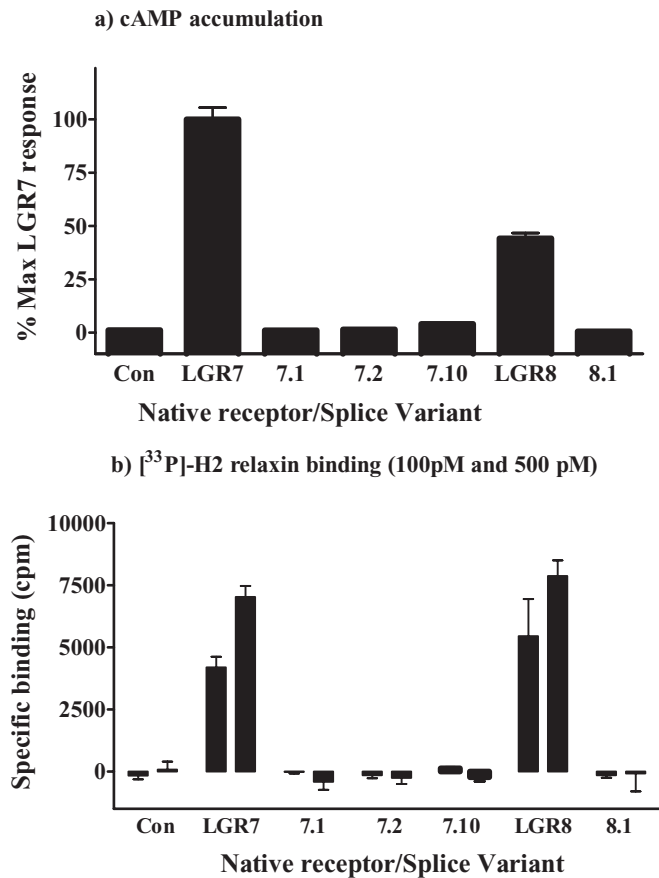 a) cAMP accumulation
% Max LGR7 response
100
75
50
25
0
Con LGR7 7.1 7.2 7.10 LGR8 8.1
Native receptor/Splice Variant
b) [³³P]-H2 relaxin binding (100pM and 500 pM)
Specific binding (cpm)
10000
7500
5000
2500
0
Con LGR7 7.1 7.2 7.10 LGR8 8.1
Native receptor/Splice Variant